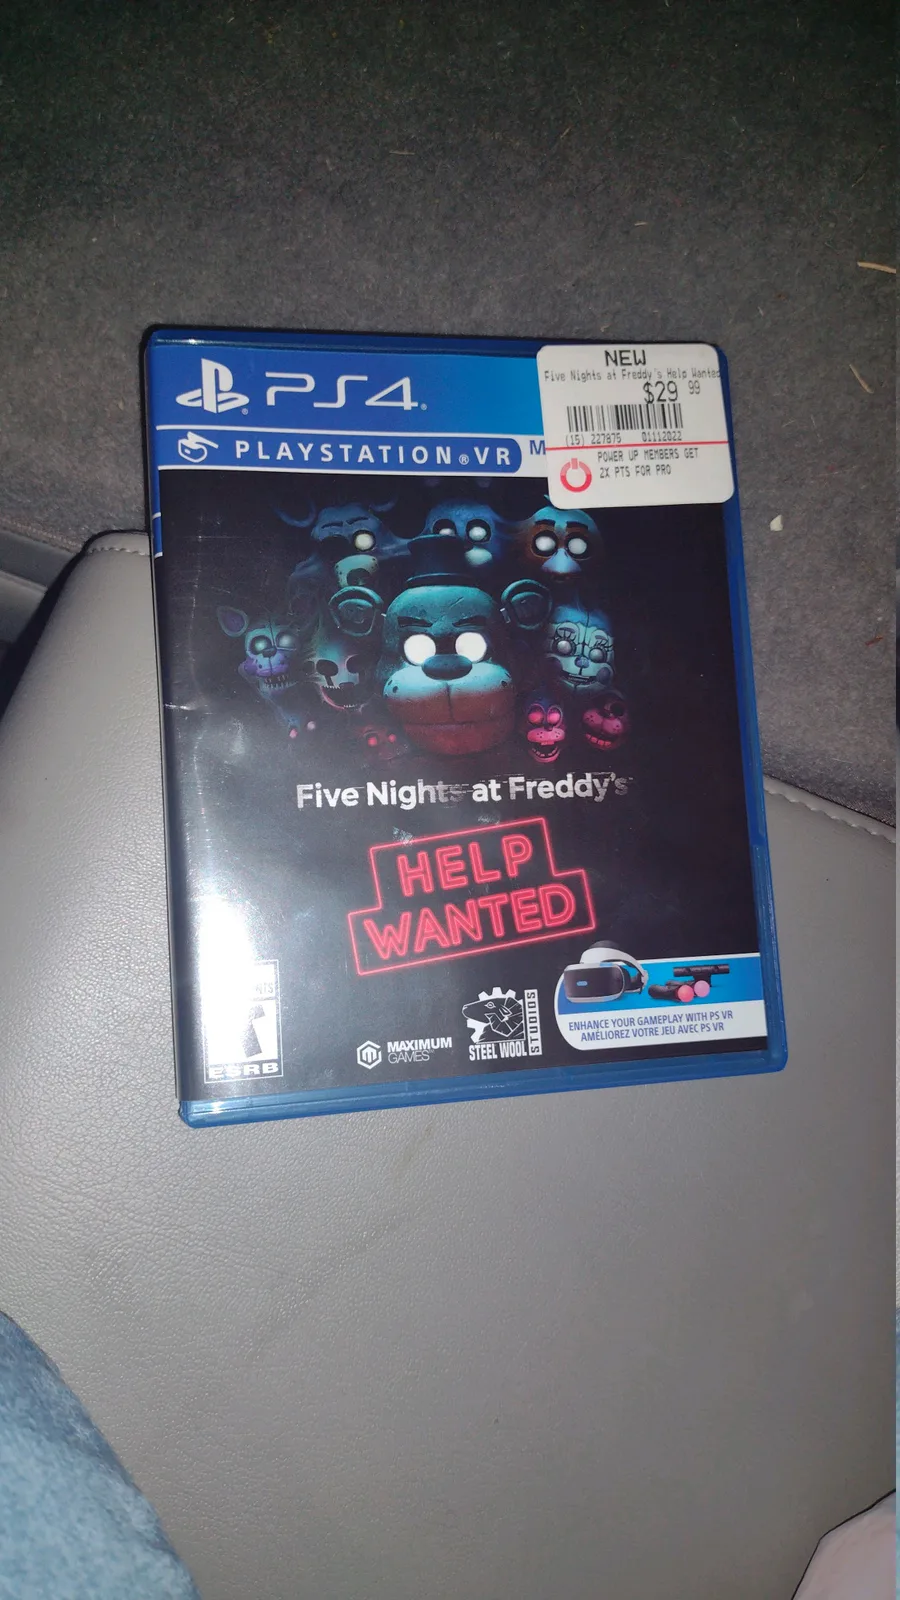 NEW
Five Nights at Freddy's Help Wanted
$29 99
(15) 227875 01112022
POWER UP MEMBERS GET
2X PTS FOR PRO
PS4
PLAYSTATION®VR
M
Five Nights at Freddy's
HELP
WANTED
ESRB
MAXIMUM
GAMES
STEEL WOOL
STUDIOS
ENHANCE YOUR GAMEPLAY WITH PS VR
AMÉLIOREZ VOTRE JEU AVEC PS VR